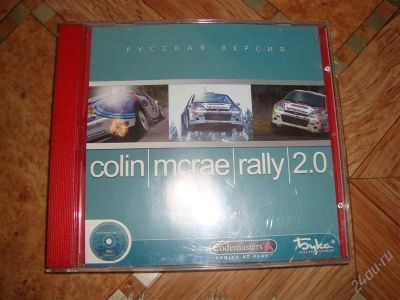 РУССКАЯ ВЕРСИЯ
colin|mcrae|rally|2.0
Codemasters
GENIUS AT PLAY
Бука
24au.ru